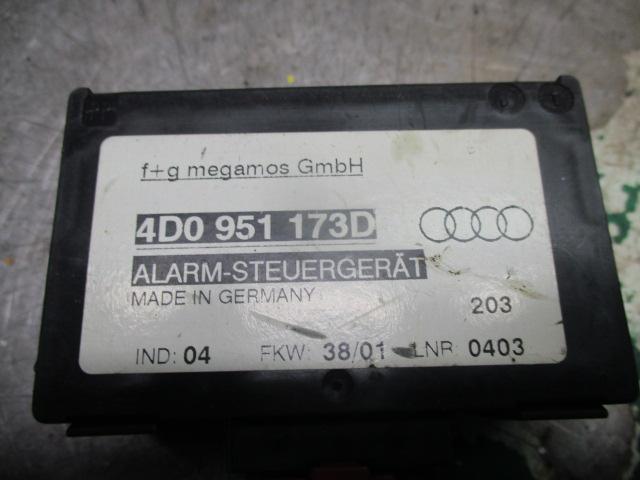 f+g megamos GmbH
4D0 951 173D
ALARM-STEUERGERÄT
MADE IN GERMANY
203
IND: 04 FKW: 38/01 LNR 0403